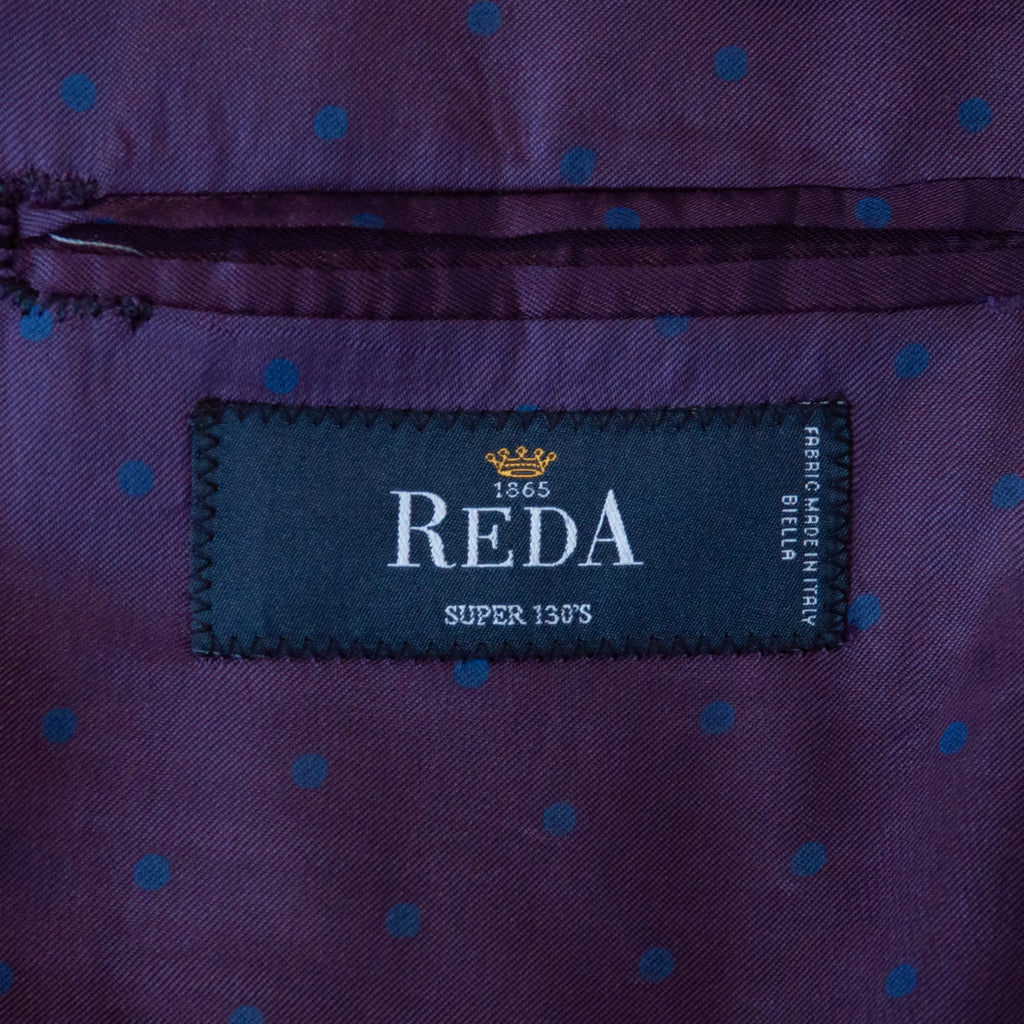 1865
REDA
SUPER 130'S
FABRIC MADE IN ITALY
BIELLA